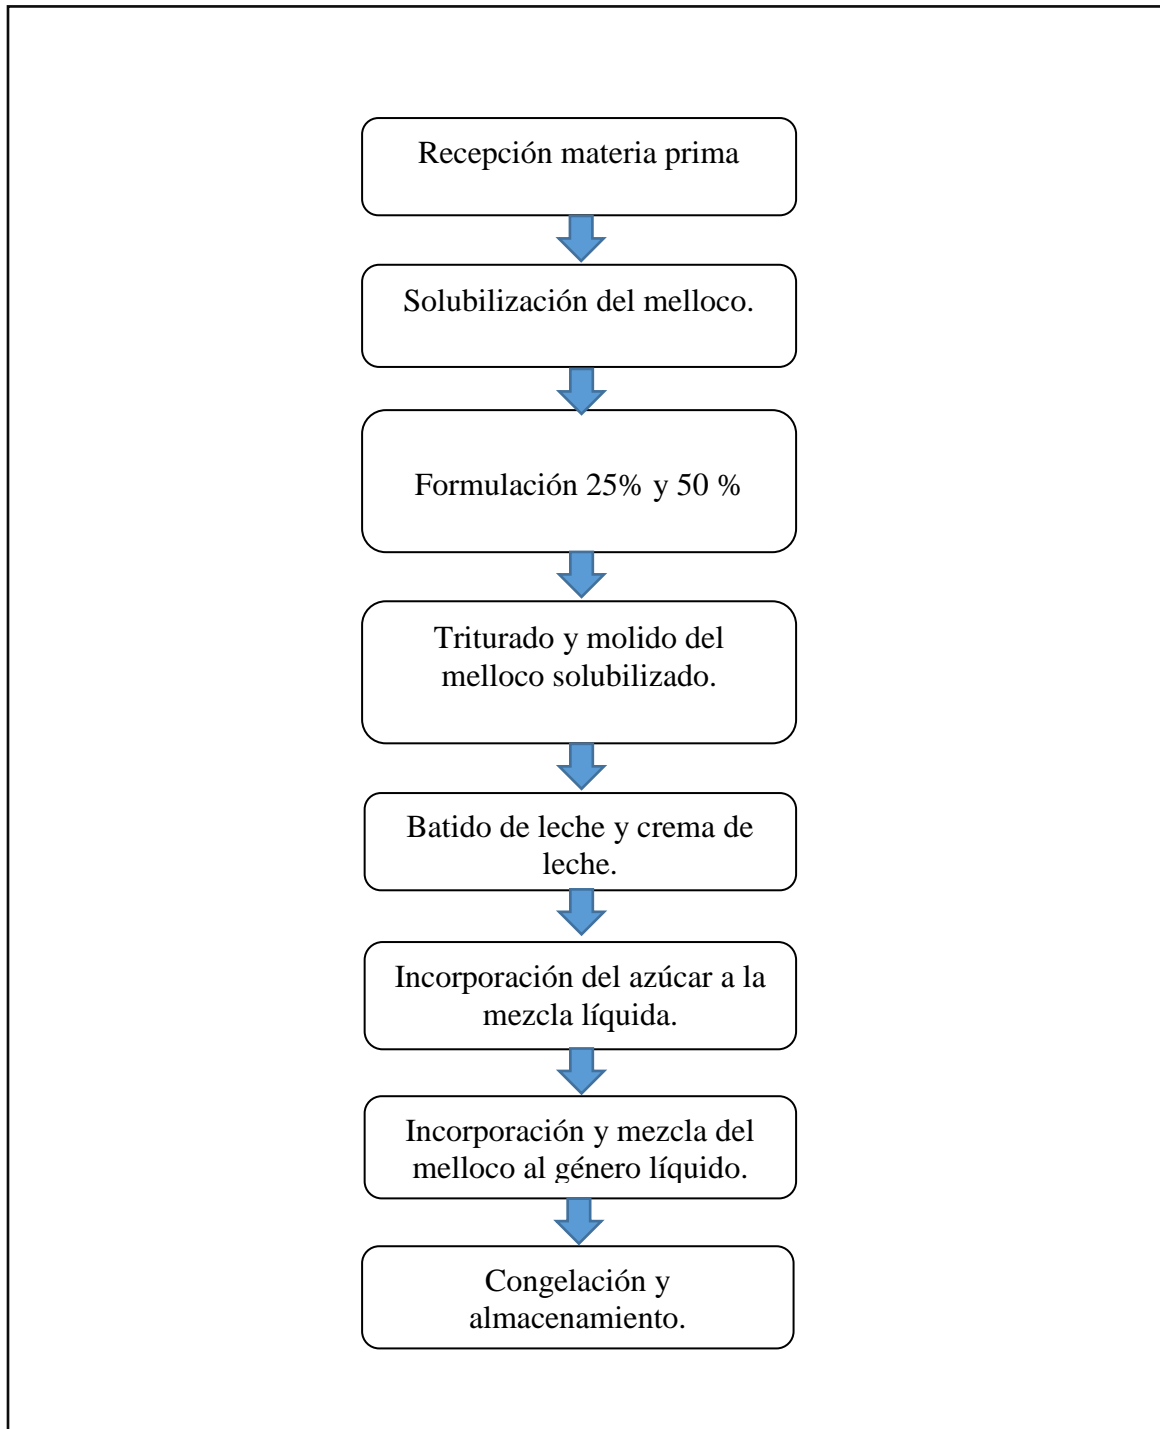 Recepción materia prima
Solubilización del melloco.
Formulación 25% y 50 %
Triturado y molido del
melloco solubilizado.
Batido de leche y crema de
leche.
Incorporación del azúcar a la
mezcla líquida.
Incorporación y mezcla del
melloco al género líquido.
Congelación y
almacenamiento.